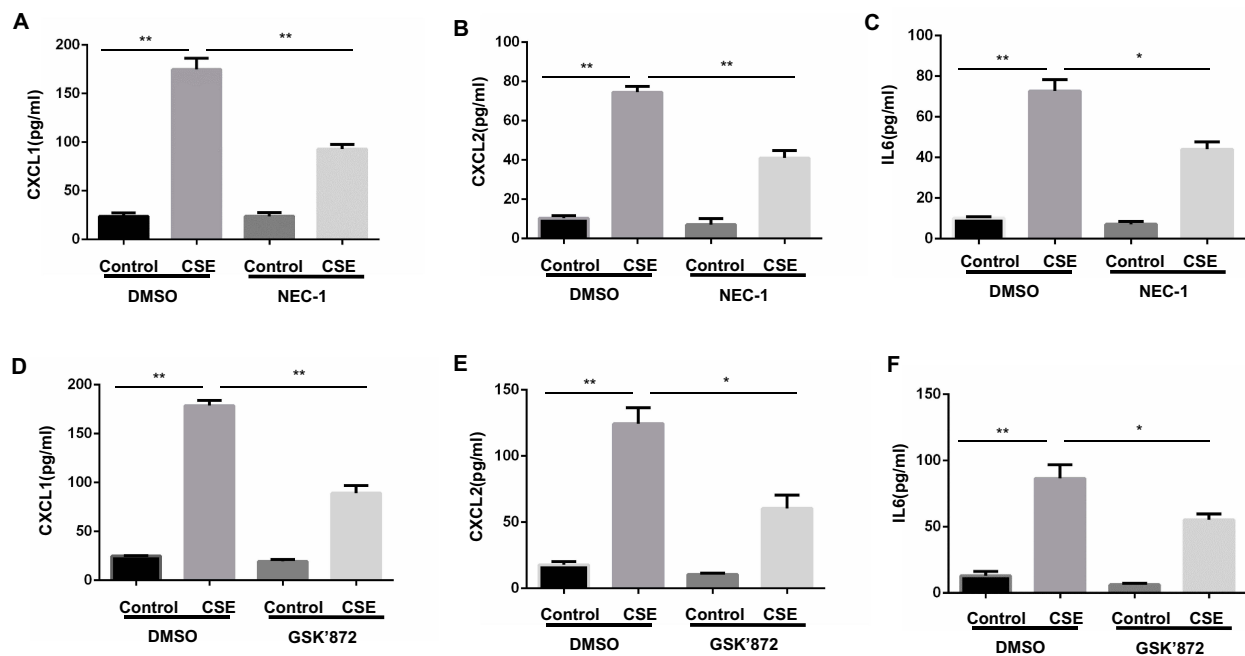 A
CXCL1(pg/ml)
200
150
100
50
0
**
**
Control CSE Control CSE
DMSO NEC-1
B
CXCL2(pg/ml)
80
60
40
20
0
**
**
Control CSE Control CSE
DMSO NEC-1
C
IL6(pg/ml)
100
80
60
40
20
0
**
*
Control CSE Control CSE
DMSO NEC-1
D
CXCL1(pg/ml)
200
150
100
50
0
**
**
Control CSE Control CSE
DMSO GSK’872
E
CXCL2(pg/ml)
150
100
50
0
**
*
Control CSE Control CSE
DMSO GSK’872
F
IL6(pg/ml)
150
100
50
0
**
*
Control CSE Control CSE
DMSO GSK’872